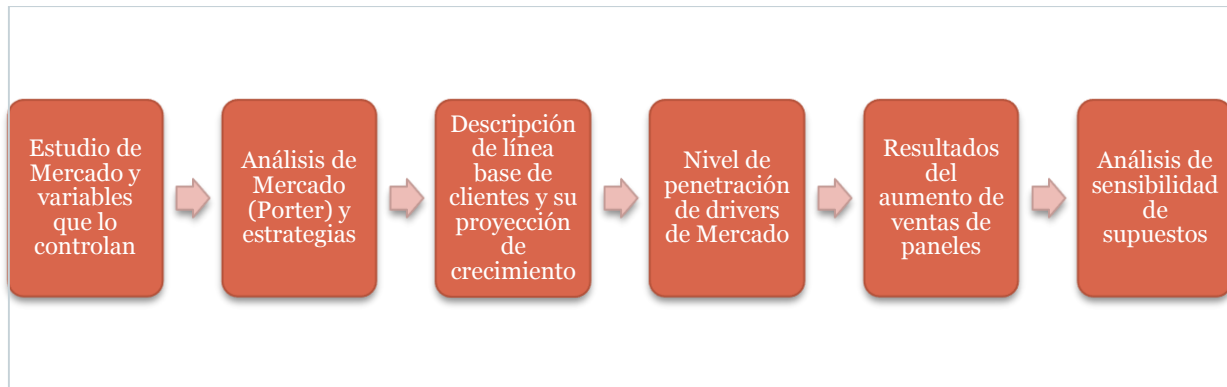 Estudio de
Mercado y
variables
que lo
controlan
Análisis de
Mercado
(Porter) y
estrategias
Descripción
de línea
base de
clientes y su
proyección
de
crecimiento
Nivel de
penetración
de drivers
de Mercado
Resultados
del
aumento de
ventas de
paneles
Análisis de
sensibilidad
de
supuestos